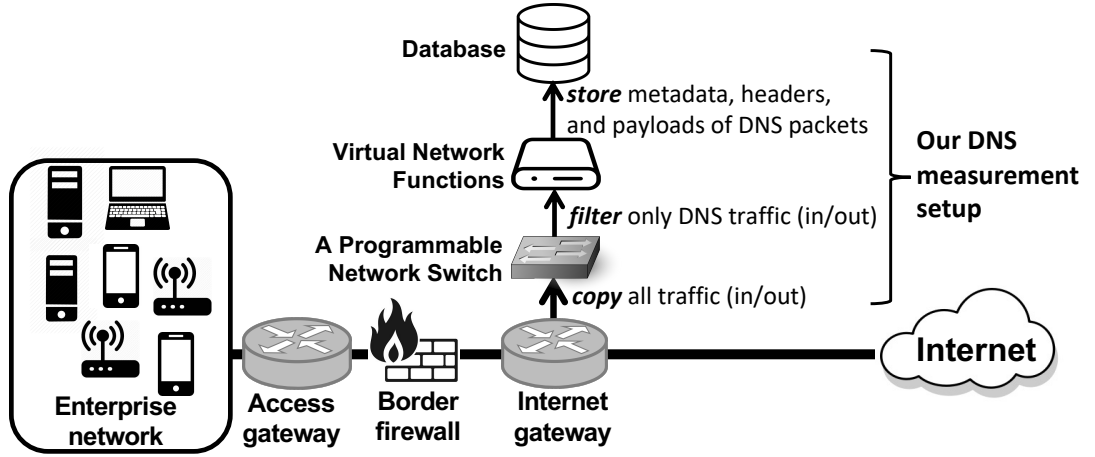 Database
store metadata, headers,
and payloads of DNS packets
Virtual Network
Functions
Our DNS
measurement
setup
filter only DNS traffic (in/out)
A Programmable
Network Switch
copy all traffic (in/out)
Internet
Enterprise
network
Access
gateway
Border
firewall
Internet
gateway